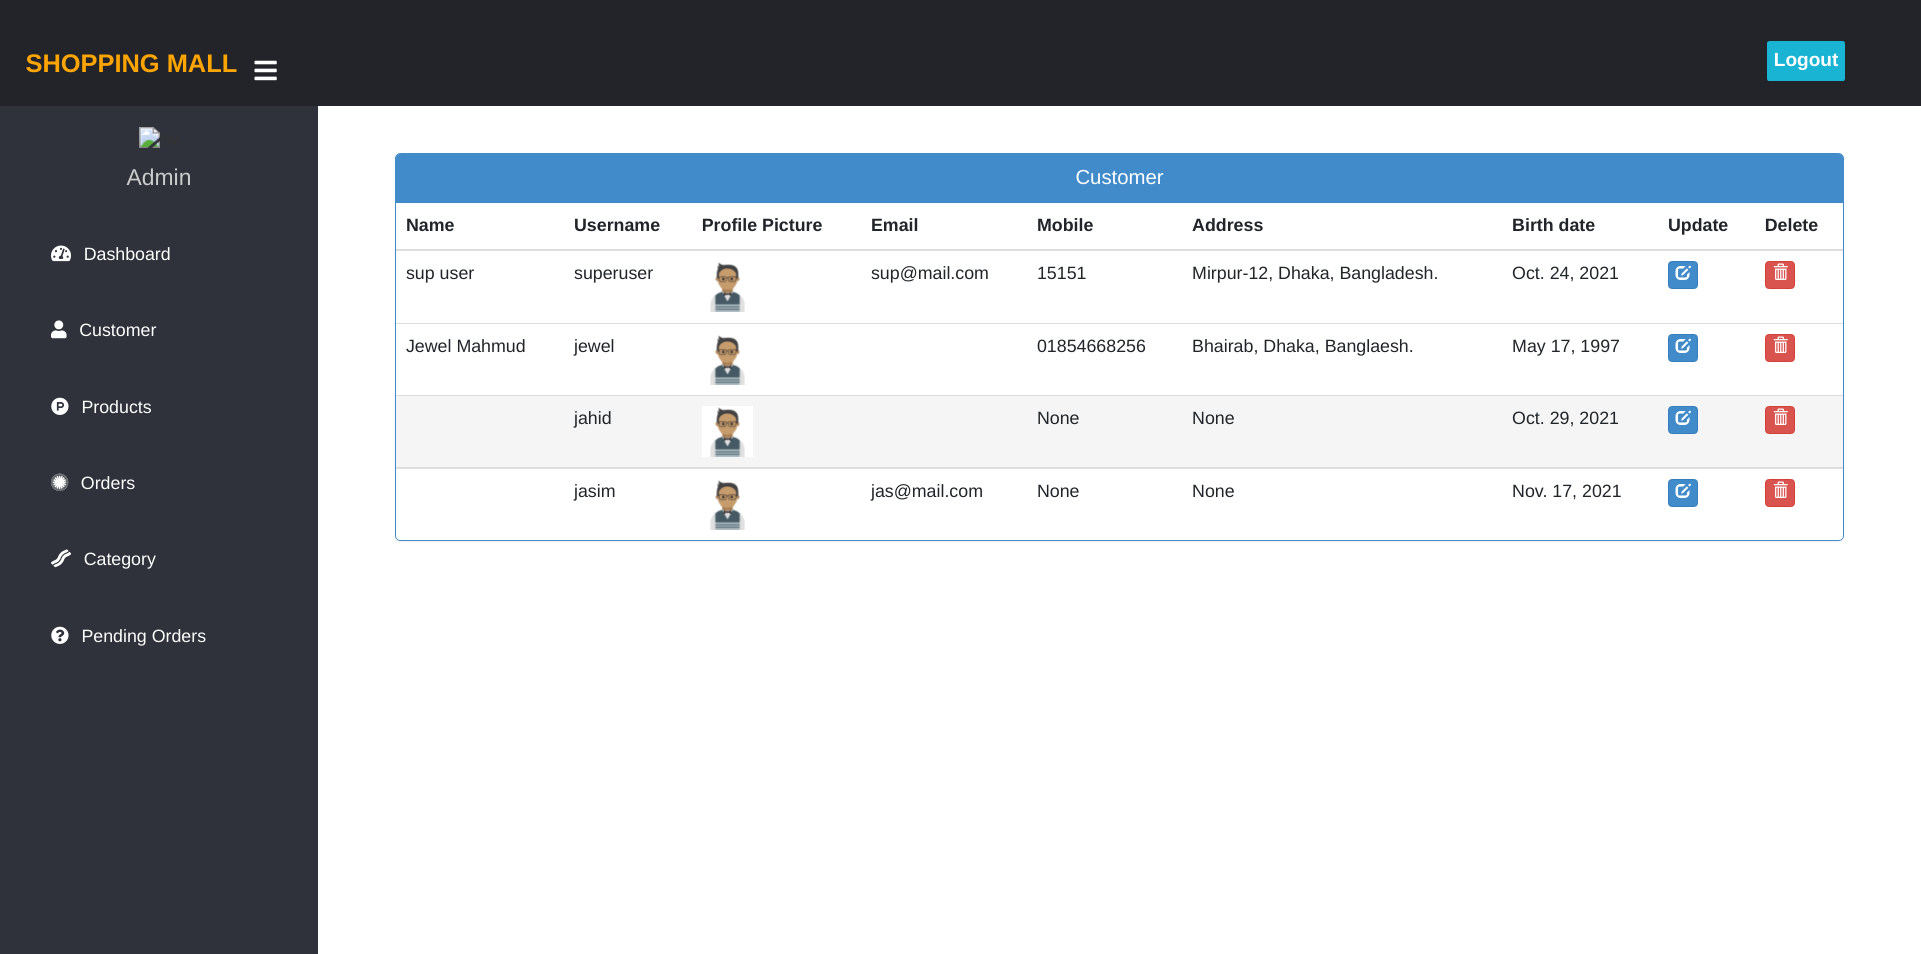 SHOPPING MALL
Logout
Admin
Dashboard
Customer
Products
Orders
Category
Pending Orders
Customer
Name Username Profile Picture Email Mobile Address Birth date Update Delete
sup user superuser sup@mail.com 15151 Mirpur-12, Dhaka, Bangladesh. Oct. 24, 2021
Jewel Mahmud jewel 01854668256 Bhairab, Dhaka, Banglaesh. May 17, 1997
jahid None None Oct. 29, 2021
jasim jas@mail.com None None Nov. 17, 2021